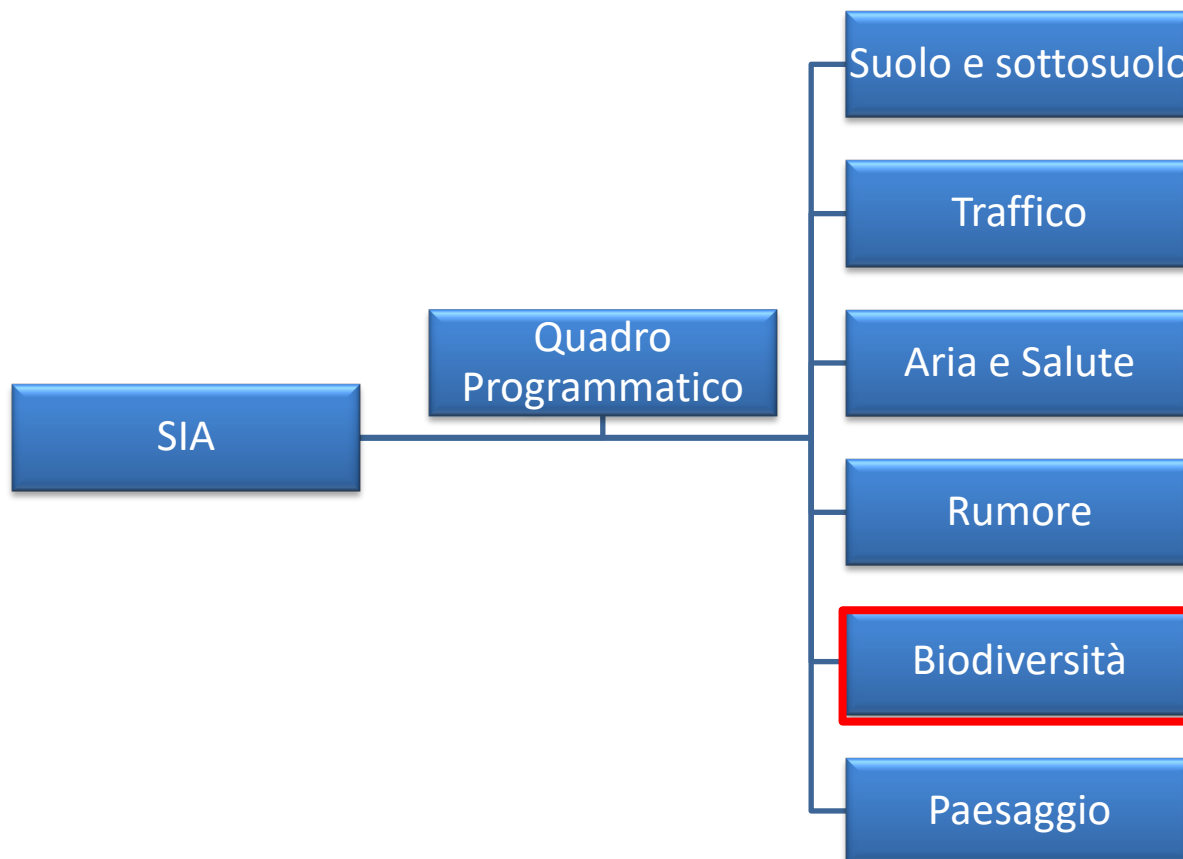 Suolo e sottosuolo
Traffico
Quadro
Programmatico
Aria e Salute
SIA
Rumore
Biodiversità
Paesaggio